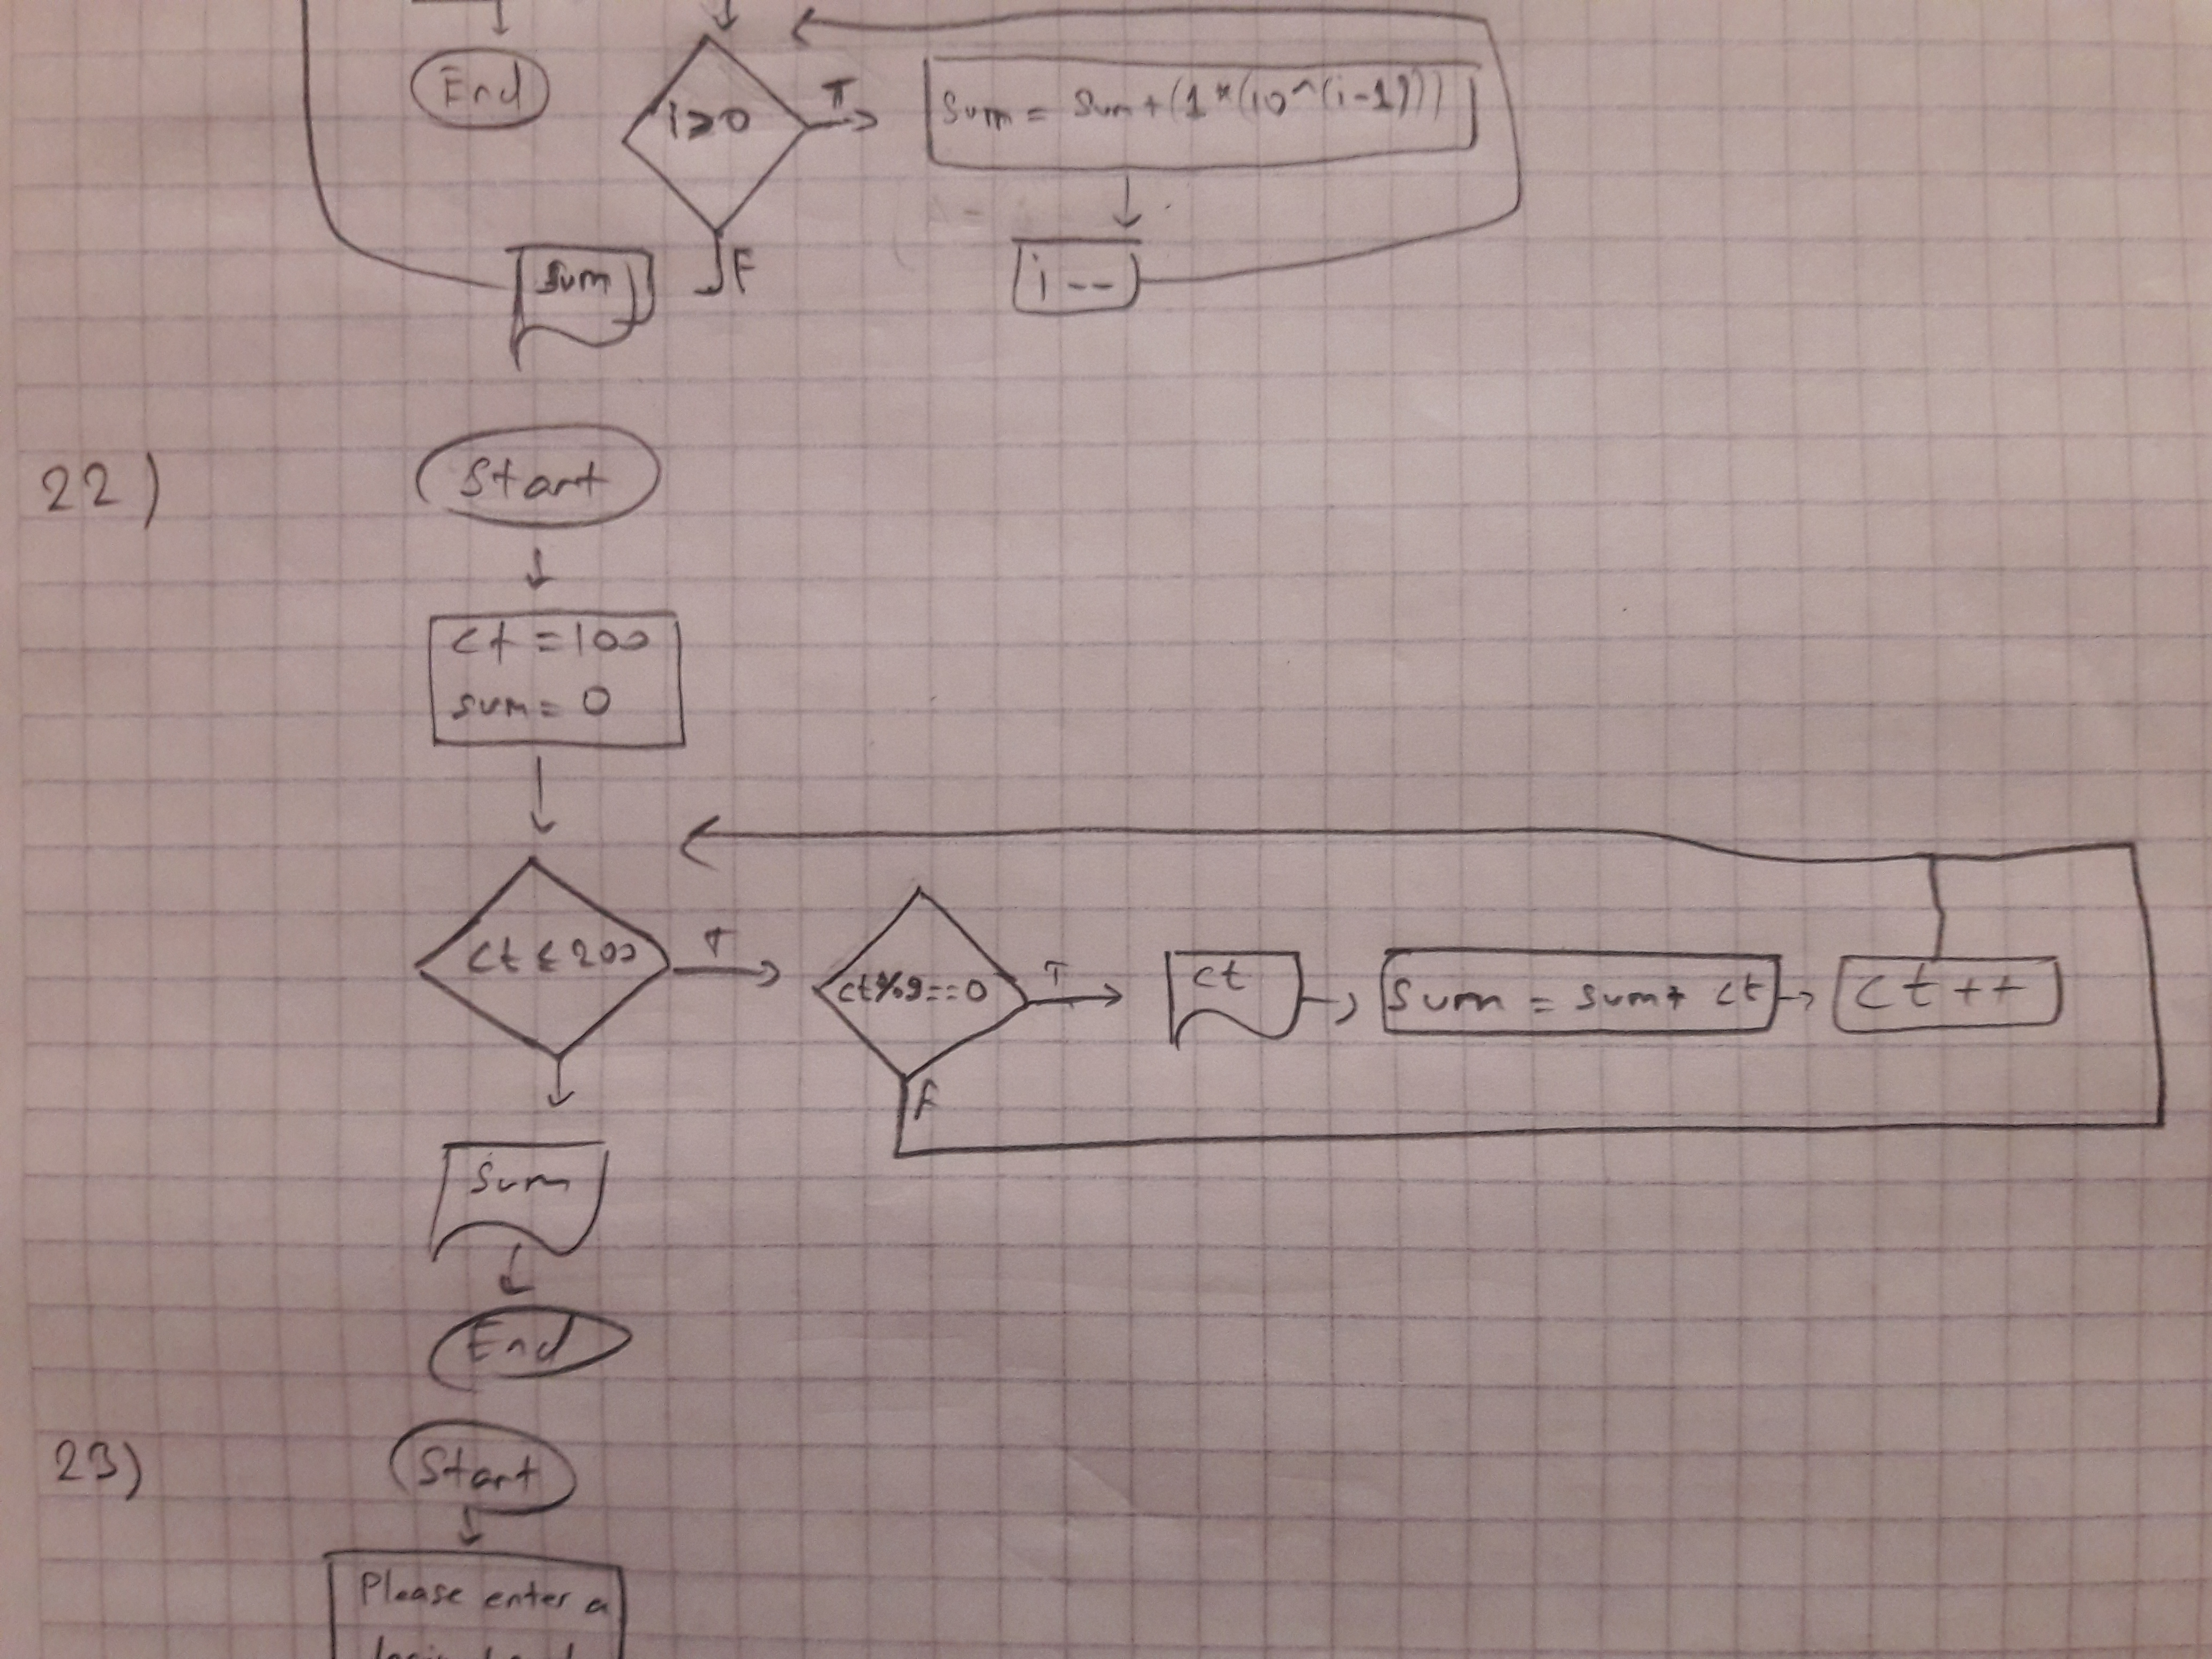 End
i>0
T
Sum = Sum+(1*(10^(i-1)))
F
Sum
i --
22)
Start
ct =100
sum= 0
ct ≤ 200
T
ct%9==0
T
ct
Sum = sum+ ct
ct ++
F
Sum
End
23)
Start
Please enter a